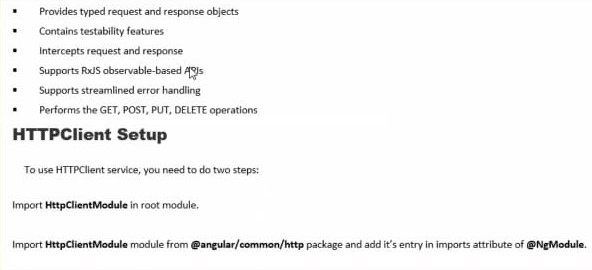 ▪ Provides typed request and response objects
▪ Contains testability features
▪ Intercepts request and response
▪ Supports RxJS observable-based APIs
▪ Supports streamlined error handling
▪ Performs the GET, POST, PUT, DELETE operations
HTTPClient Setup
To use HTTPClient service, you need to do two steps:
Import HttpClientModule in root module.
Import HttpClientModule module from @angular/common/http package and add it's entry in imports attribute of @NgModule.